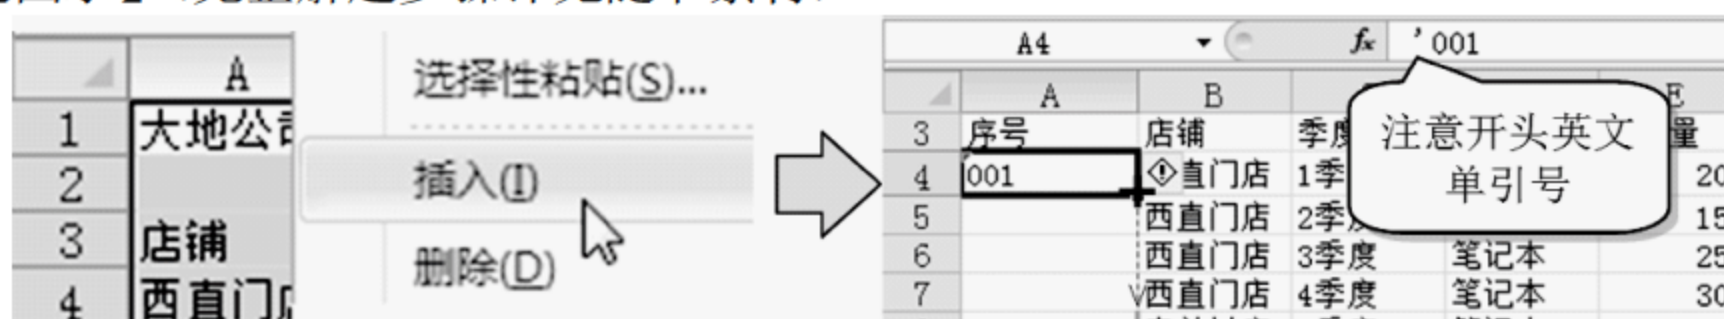 A
1 大地公
2
3 店铺
4 西直门
选择性粘贴(S)...
插入(I)
删除(D)
A4 fx '001
A B E
3 序号 店铺 季度 量
4 001 直门店 1季 20
5 西直门店 2季 15
6 西直门店 3季度 笔记本 25
7 西直门店 4季度 笔记本 30
注意开头英文
单引号